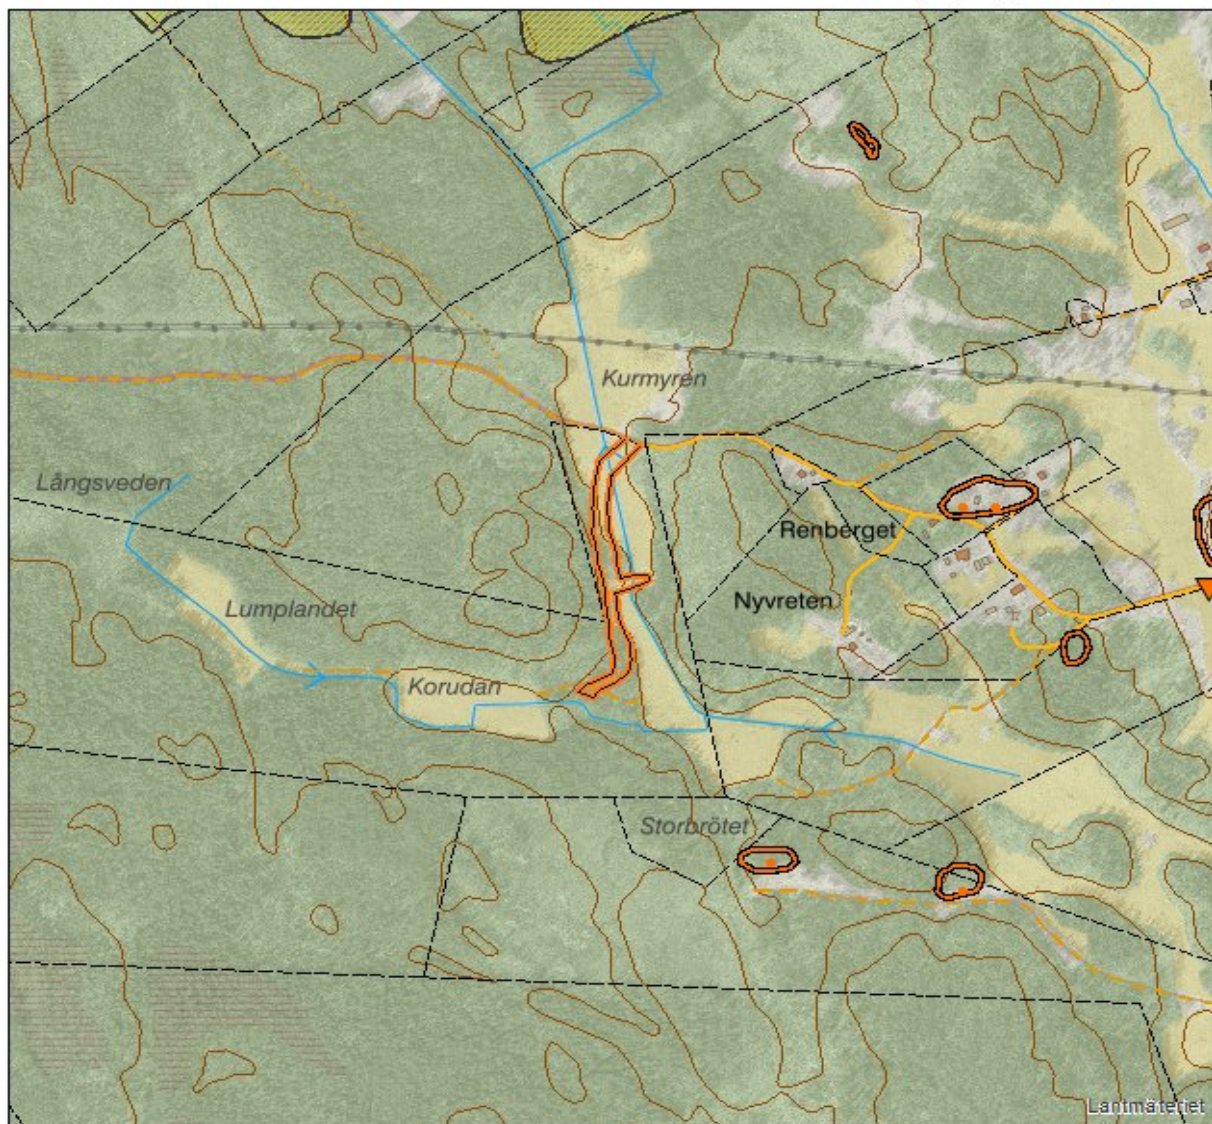 Kurmyren
Långsveden
Renberget
Nyvreten
Lumplandet
Korudan
Storbrötet
Lantmäteriet